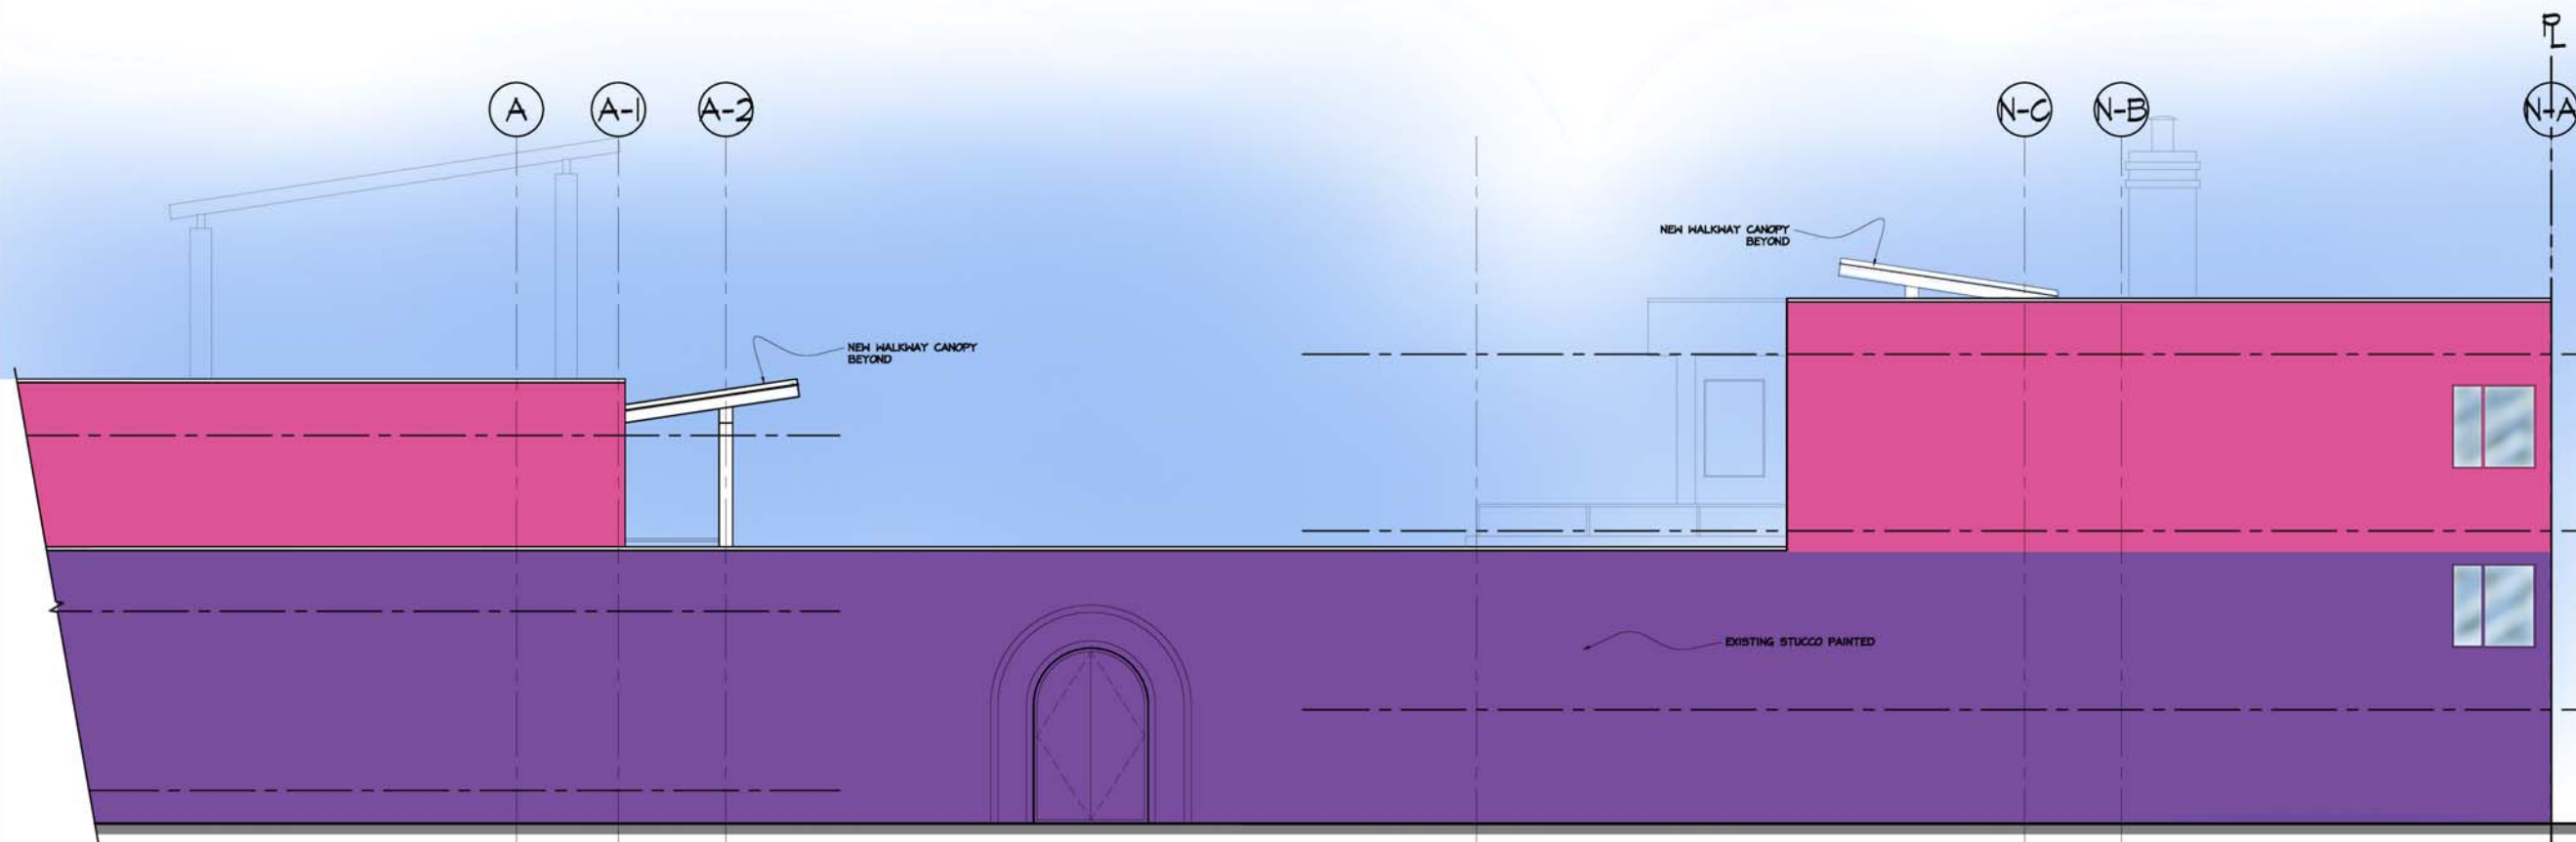 PL
A
A-1
A-2
N-C
N-B
N-A
NEW WALKWAY CANOPY
BEYOND
NEW WALKWAY CANOPY
BEYOND
EXISTING STUCCO PAINTED